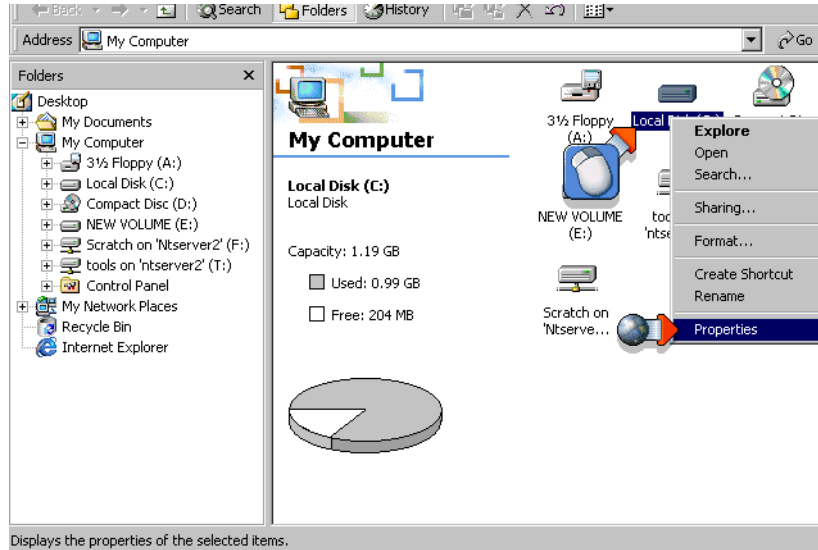 Back
Search
Folders
History
Address
My Computer
Go
Folders
Desktop
My Documents
My Computer
3½ Floppy (A:)
Local Disk (C:)
Compact Disc (D:)
NEW VOLUME (E:)
Scratch on 'Ntserver2' (F:)
tools on 'ntserver2' (T:)
Control Panel
My Network Places
Recycle Bin
Internet Explorer
My Computer
Local Disk (C:)
Local Disk
Capacity: 1.19 GB
Used: 0.99 GB
Free: 204 MB
3½ Floppy
(A:)
Local
NEW VOLUME
(E:)
'ntse
Scratch on
'Ntserve...
Explore
Open
Search...
Sharing...
Format...
Create Shortcut
Rename
Properties
Displays the properties of the selected items.